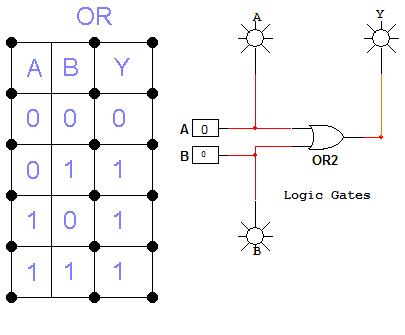 OR
A B Y
0 0 0
0 1 1
1 0 1
1 1 1
A
Y
A 0
B 0
OR2
Logic Gates
B